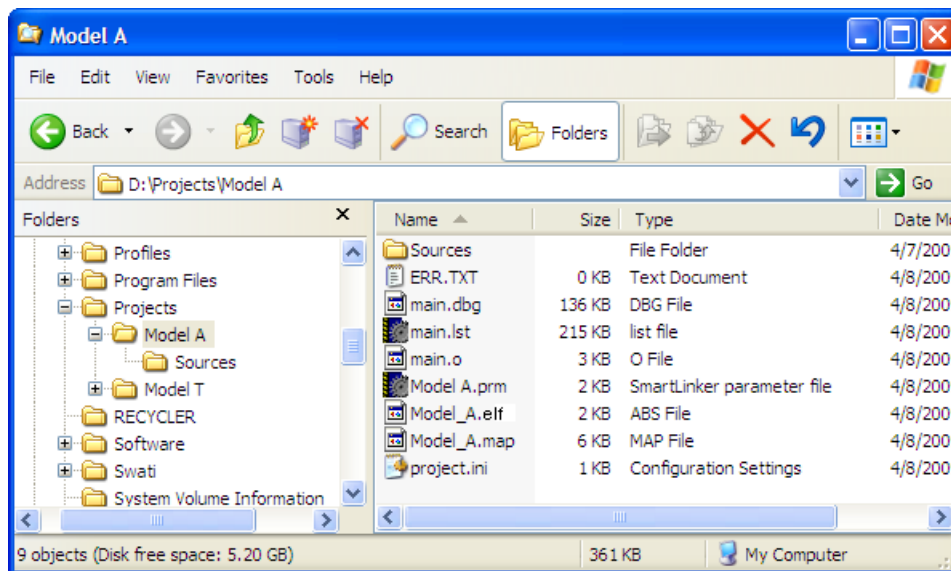 Model A
File Edit View Favorites Tools Help
Back Search Folders
Address D:\Projects\Model A Go
Folders X
Profiles
Program Files
Projects
Model A
Sources
Model T
RECYCLER
Software
Swati
System Volume Information
Name Size Type Date Mo
Sources File Folder 4/7/200
ERR.TXT 0 KB Text Document 4/8/200
main.dbg 136 KB DBG File 4/8/200
main.lst 215 KB list file 4/8/200
main.o 3 KB O File 4/8/200
Model A.prm 2 KB SmartLinker parameter file 4/8/200
Model_A.elf 2 KB ABS File 4/8/200
Model_A.map 6 KB MAP File 4/8/200
project.ini 1 KB Configuration Settings 4/8/200
9 objects (Disk free space: 5.20 GB) 361 KB My Computer